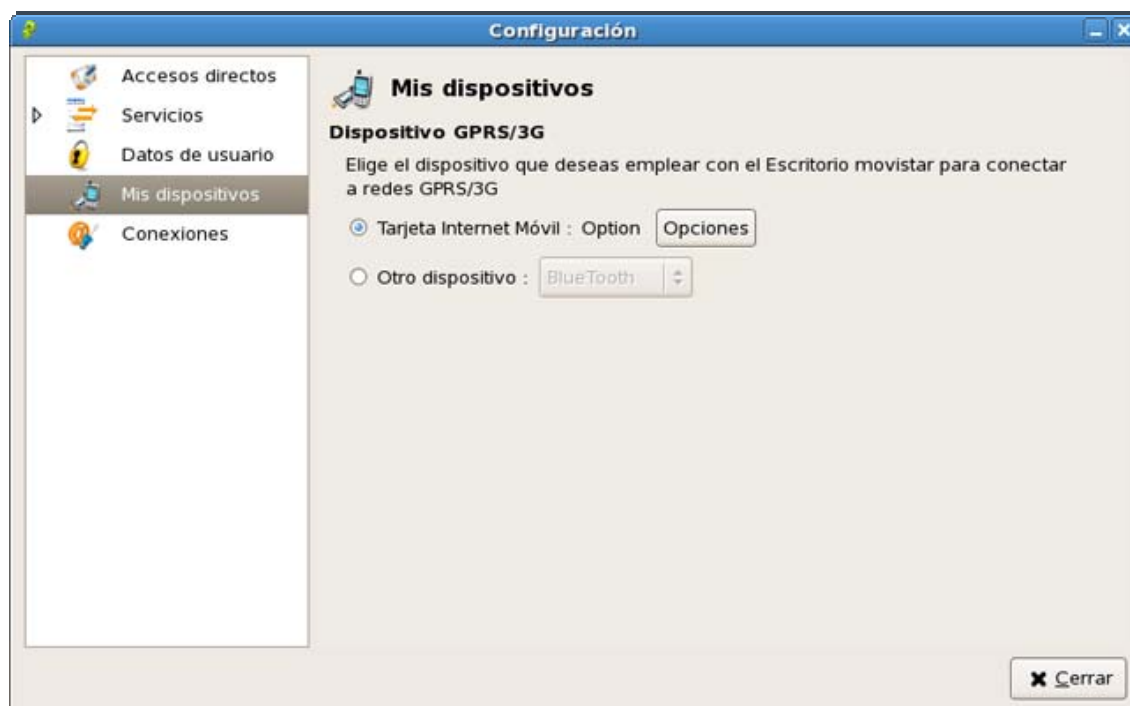 Configuración
Accesos directos
Servicios
Datos de usuario
Mis dispositivos
Conexiones
Mis dispositivos
Dispositivo GPRS/3G
Elige el dispositivo que deseas emplear con el Escritorio movistar para conectar
a redes GPRS/3G
Tarjeta Internet Móvil : Option Opciones
Otro dispositivo : BlueTooth
Cerrar